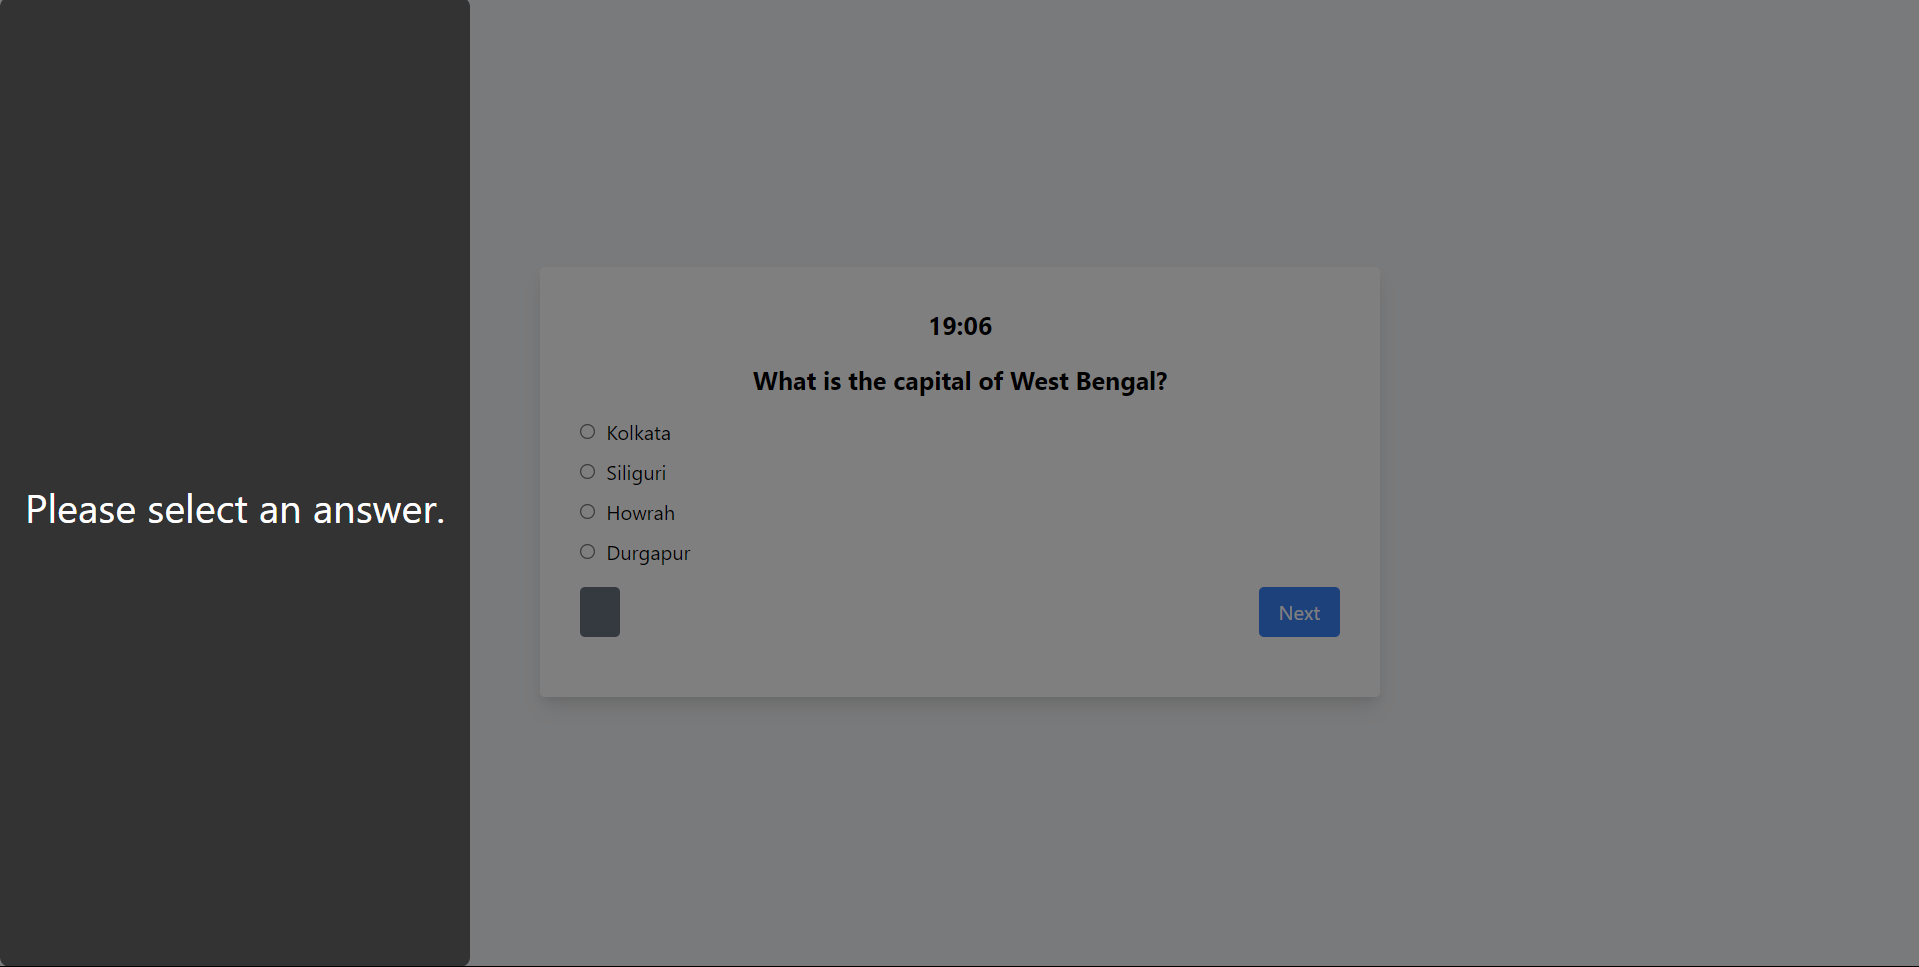 Please select an answer.
19:06
What is the capital of West Bengal?
Kolkata
Siliguri
Howrah
Durgapur
Next